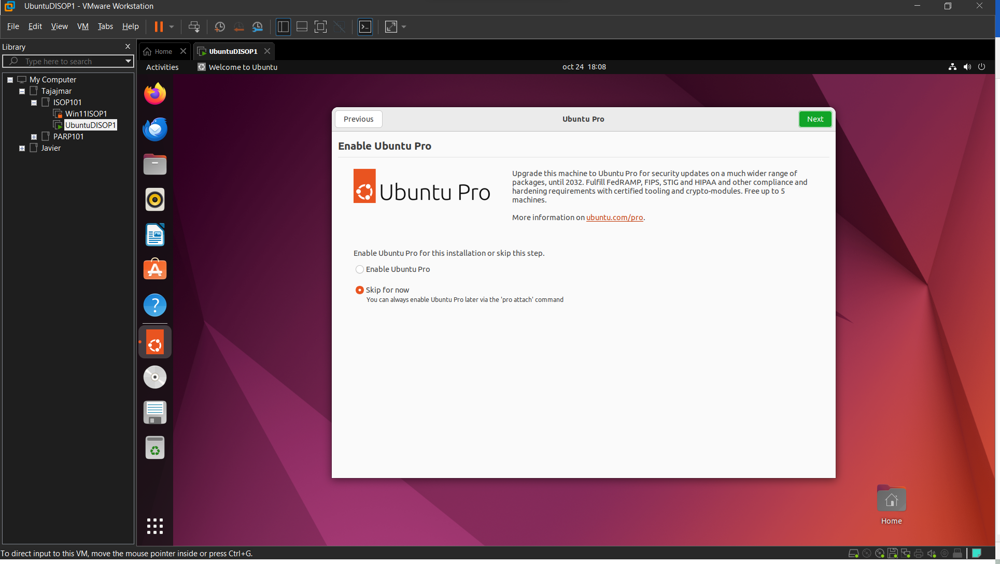 UbuntuDISOP1 - VMware Workstation
File Edit View VM Tabs Help
Library
Type here to search
My Computer
Tajajmar
ISOP101
Win11ISOP1
UbuntuDISOP1
PARP101
Javier
Home
UbuntuDISOP1
Activities
Welcome to Ubuntu
oct 24 18:08
Previous
Ubuntu Pro
Next
Enable Ubuntu Pro
Ubuntu Pro
Upgrade this machine to Ubuntu Pro for security updates on a much wider range of
packages, until 2032. Fulfill FedRAMP, FIPS, STIG and HIPAA and other compliance and
hardening requirements with certified tooling and crypto-modules. Free up to 5
machines.
More information on ubuntu.com/pro.
Enable Ubuntu Pro for this installation or skip this step.
Enable Ubuntu Pro
Skip for now
You can always enable Ubuntu Pro later via the 'pro attach' command
Home
To direct input to this VM, move the mouse pointer inside or press Ctrl+G.